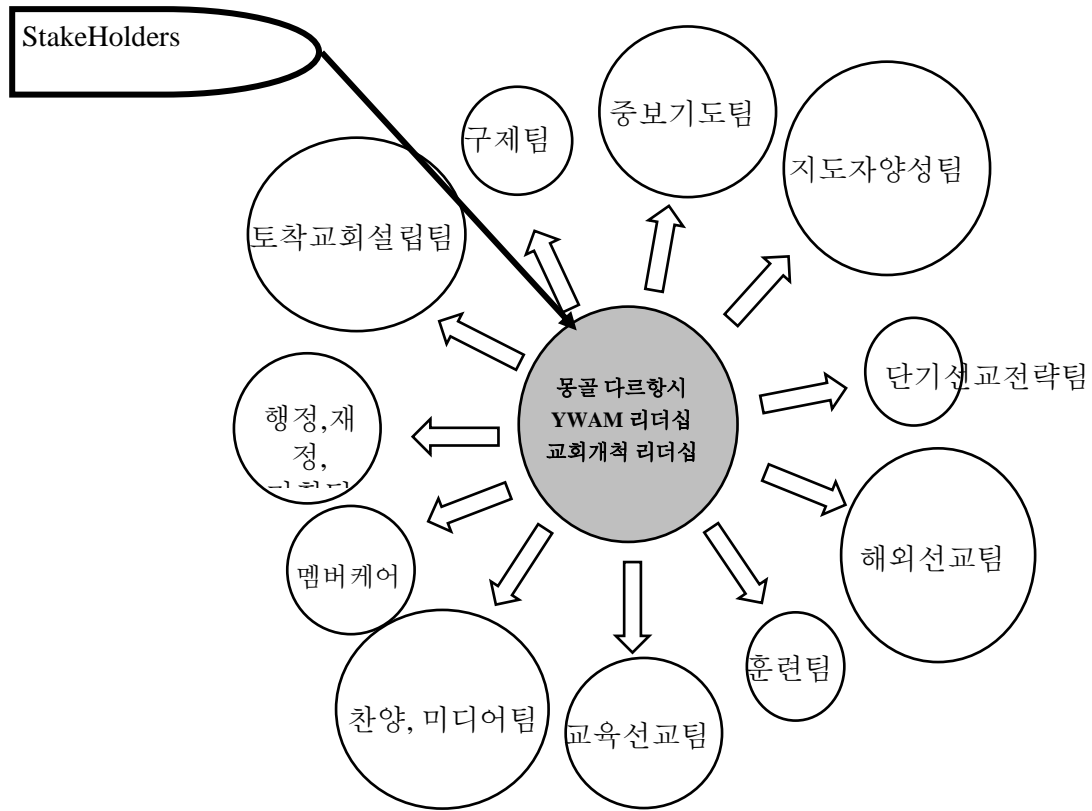 StakeHolders
구제팀
중보기도팀
지도자양성팀
토착교회설립팀
단기선교전략팀
몽골 다르항시
YWAM 리더십
교회개척 리더십
행정,재
정,
해외선교팀
멤버케어
훈련팀
찬양, 미디어팀
교육선교팀